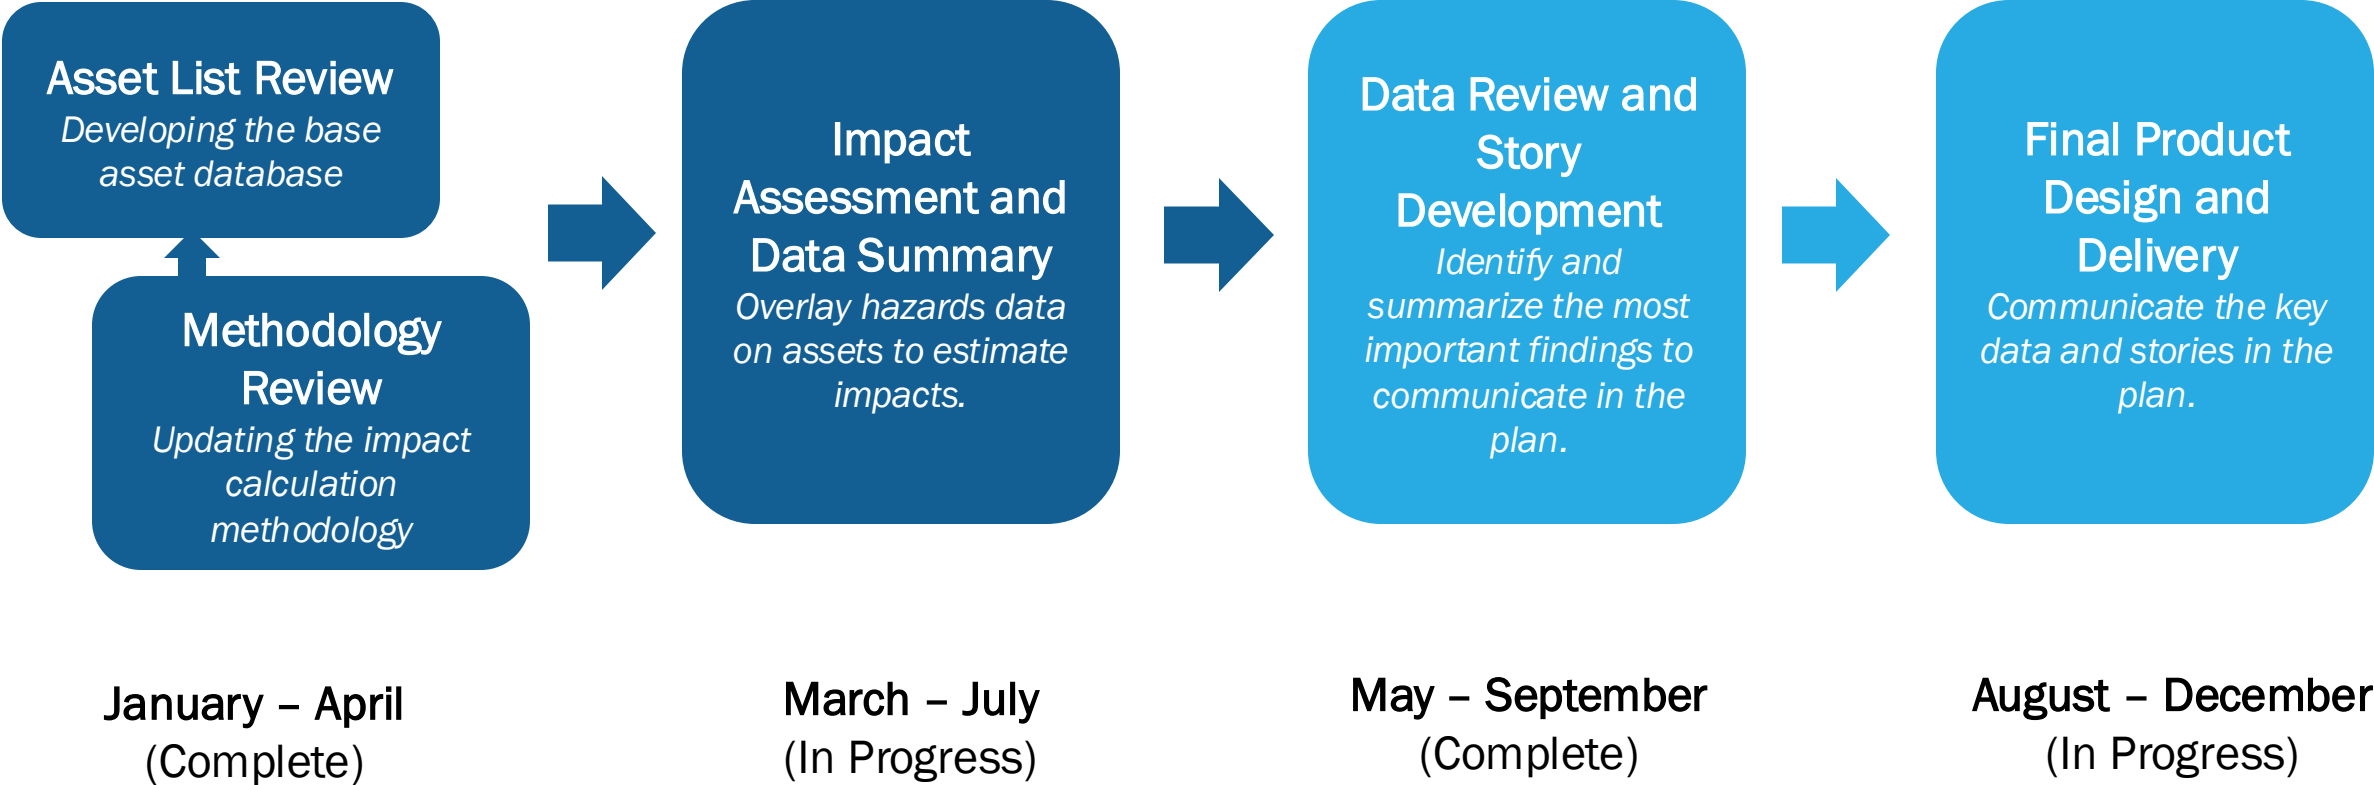 Asset List Review
Developing the base
asset database
Methodology
Review
Updating the impact
calculation
methodology
January – April
(Complete)
Impact
Assessment and
Data Summary
Overlay hazards data
on assets to estimate
impacts.
March – July
(In Progress)
Data Review and
Story
Development
Identify and
summarize the most
important findings to
communicate in the
plan.
May – September
(Complete)
Final Product
Design and
Delivery
Communicate the key
data and stories in the
plan.
August – December
(In Progress)